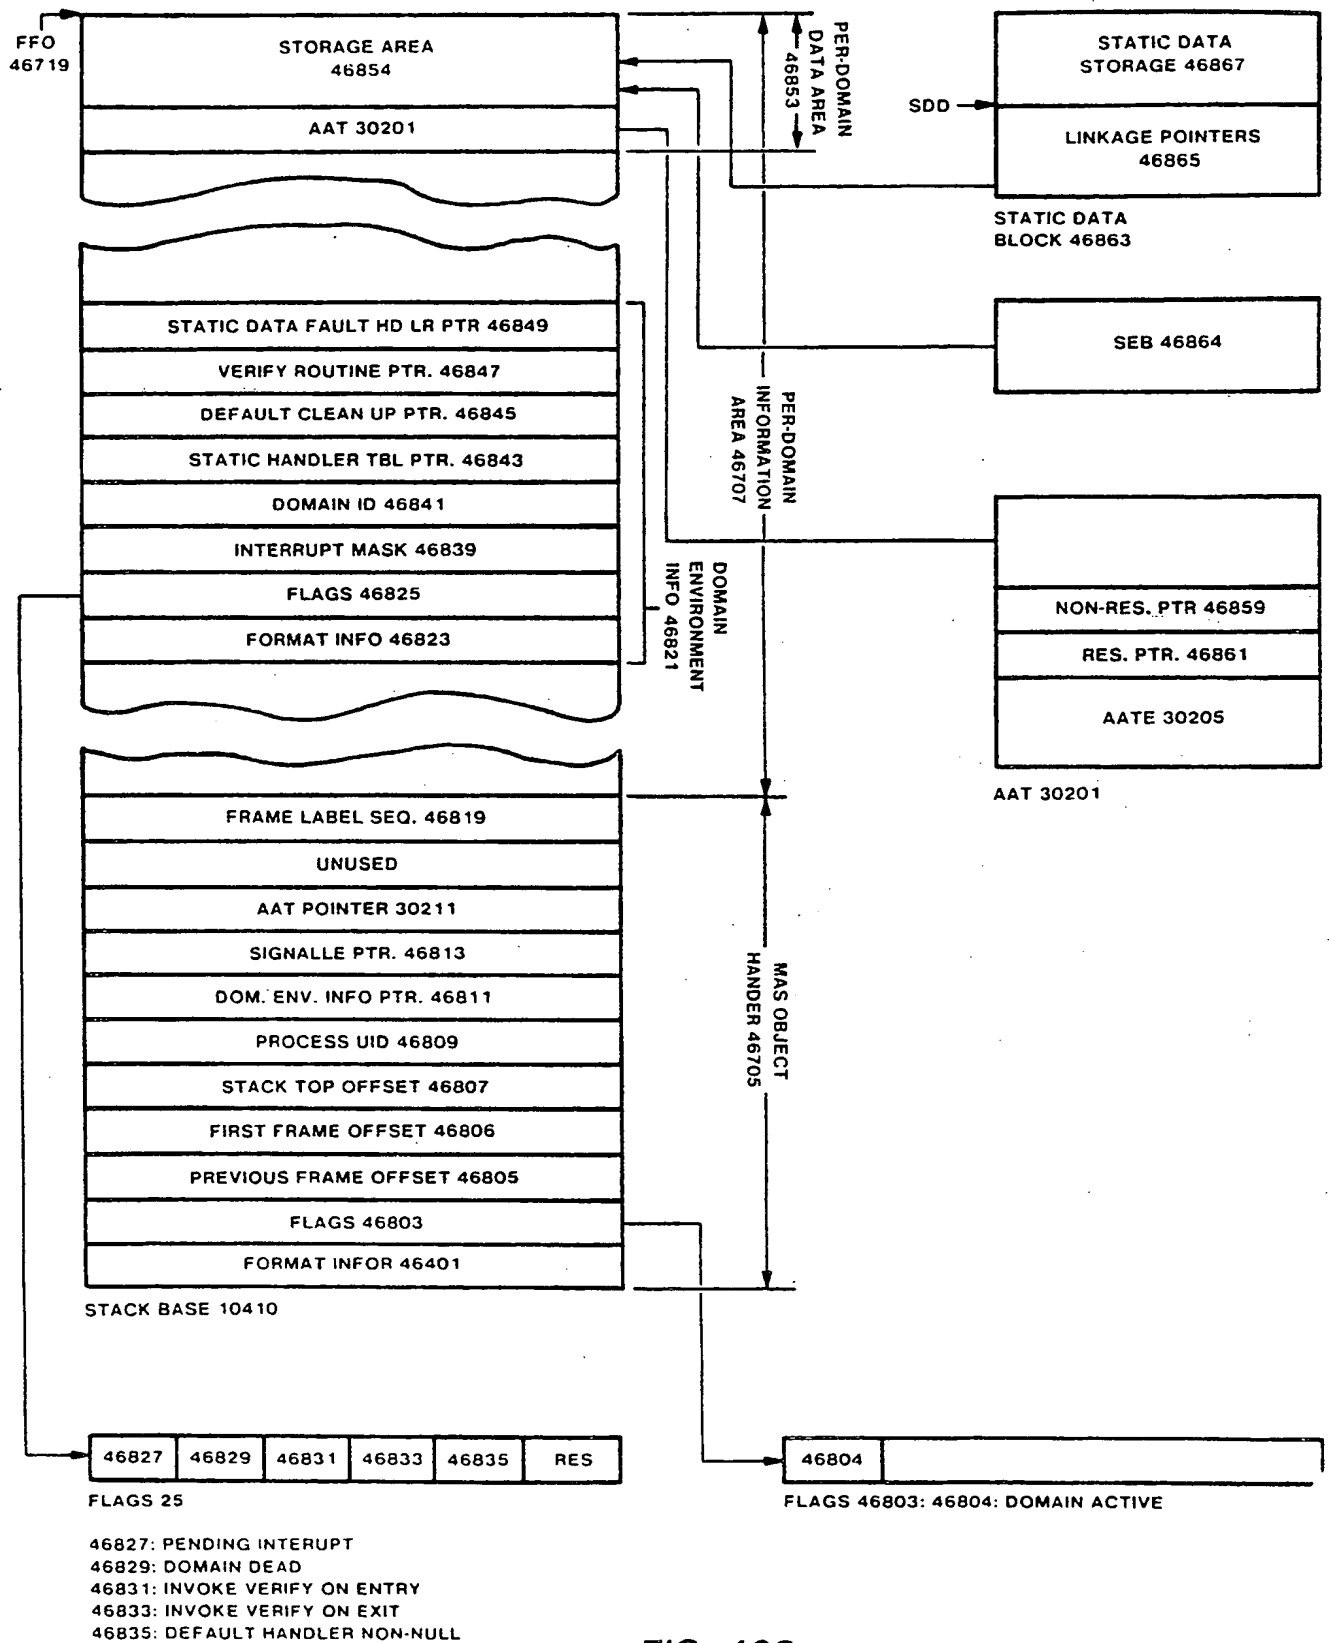 FFO
46719
STORAGE AREA
46854
AAT 30201
PER-DOMAIN
DATA AREA
46853
STATIC DATA
STORAGE 46867
SDD
LINKAGE POINTERS
46865
STATIC DATA
BLOCK 46863
STATIC DATA FAULT HD LR PTR 46849
VERIFY ROUTINE PTR. 46847
DEFAULT CLEAN UP PTR. 46845
STATIC HANDLER TBL PTR. 46843
DOMAIN ID 46841
INTERRUPT MASK 46839
FLAGS 46825
FORMAT INFO 46823
DOMAIN
ENVIRONMENT
INFO 46821
PER-DOMAIN
INFORMATION
AREA 46707
SEB 46864
NON-RES. PTR 46859
RES. PTR. 46861
AATE 30205
AAT 30201
FRAME LABEL SEQ. 46819
UNUSED
AAT POINTER 30211
SIGNALLE PTR. 46813
DOM. ENV. INFO PTR. 46811
PROCESS UID 46809
STACK TOP OFFSET 46807
FIRST FRAME OFFSET 46806
PREVIOUS FRAME OFFSET 46805
FLAGS 46803
FORMAT INFOR 46401
STACK BASE 10410
MAS OBJECT
HANDER 46705
46827 46829 46831 46833 46835 RES
FLAGS 25
46804
FLAGS 46803: 46804: DOMAIN ACTIVE
46827: PENDING INTERUPT
46829: DOMAIN DEAD
46831: INVOKE VERIFY ON ENTRY
46833: INVOKE VERIFY ON EXIT
46835: DEFAULT HANDLER NON-NULL